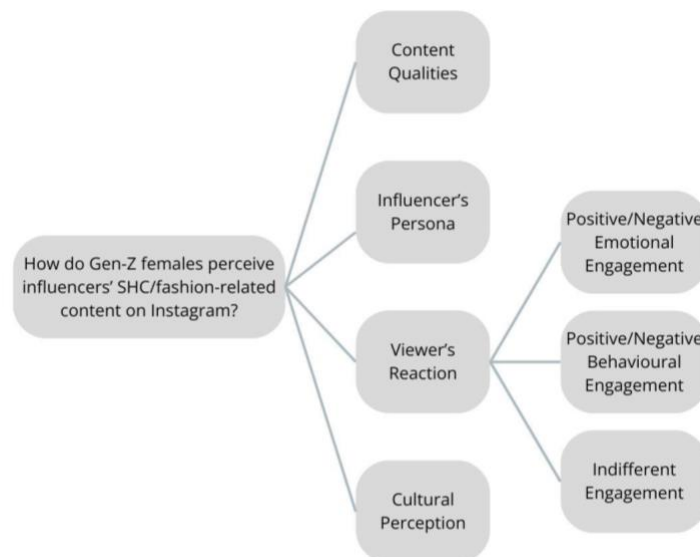 How do Gen-Z females perceive
influencers’ SHC/fashion-related
content on Instagram?
Content
Qualities
Influencer’s
Persona
Viewer’s
Reaction
Cultural
Perception
Positive/Negative
Emotional
Engagement
Positive/Negative
Behavioural
Engagement
Indifferent
Engagement